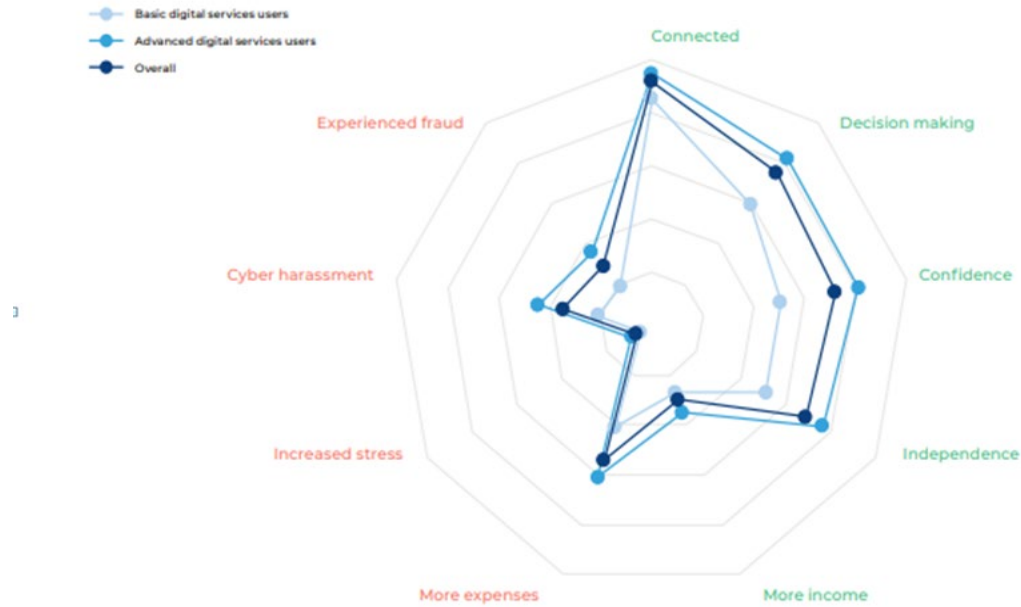 Basic digital services users
Advanced digital services users
Overall
Connected
Experienced fraud
Decision making
Cyber harassment
Confidence
Increased stress
Independence
More expenses
More income